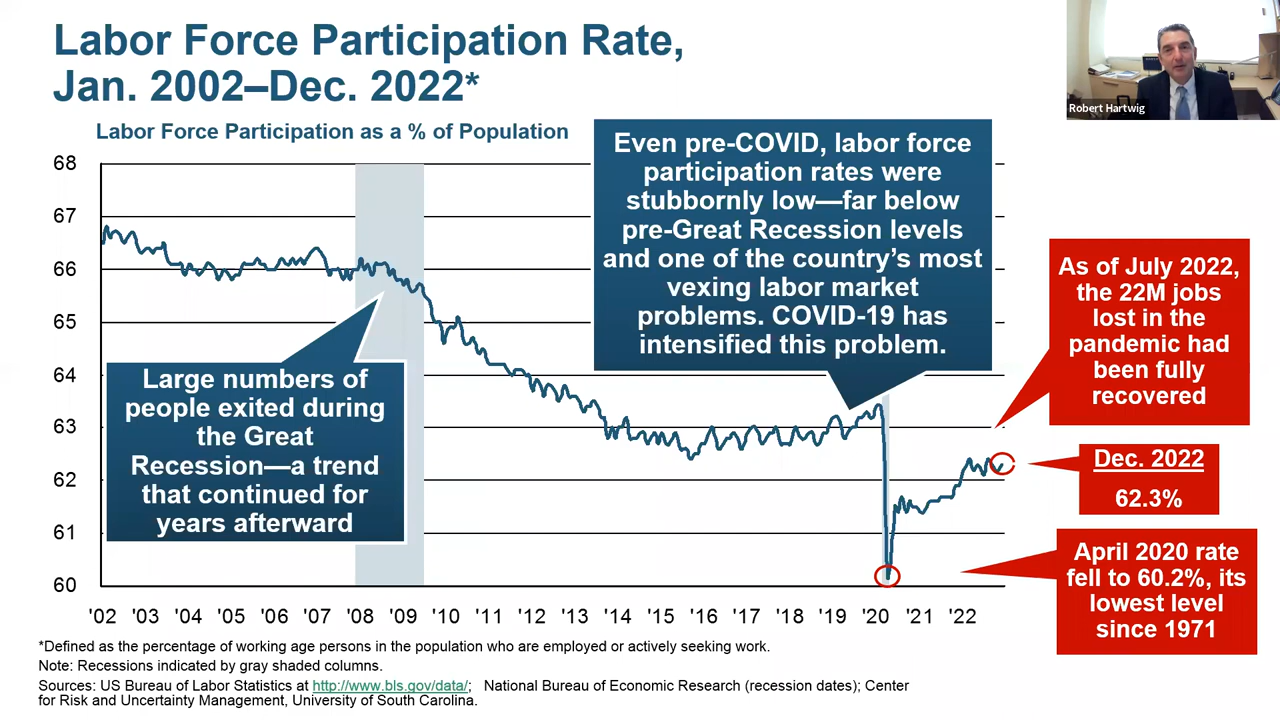 Labor Force Participation Rate,
Jan. 2002–Dec. 2022*
Robert Hartwig
Labor Force Participation as a % of Population
68
67
66
65
64
63
62
61
60
Even pre-COVID, labor force
participation rates were
stubbornly low—far below
pre-Great Recession levels
and one of the country's most
vexing labor market
problems. COVID-19 has
intensified this problem.
As of July 2022,
the 22M jobs
lost in the
pandemic had
been fully
recovered
Large numbers of
people exited during
the Great
Recession—a trend
that continued for
years afterward
Dec. 2022
62.3%
April 2020 rate
fell to 60.2%, its
lowest level
since 1971
'02 '03 '04 '05 '06 '07 '08 '09 '10 '11 '12 '13 '14 '15 '16 '17 '18 '19 '20 '21 '22
*Defined as the percentage of working age persons in the population who are employed or actively seeking work.
Note: Recessions indicated by gray shaded columns.
Sources: US Bureau of Labor Statistics at http://www.bls.gov/data/; National Bureau of Economic Research (recession dates); Center
for Risk and Uncertainty Management, University of South Carolina.